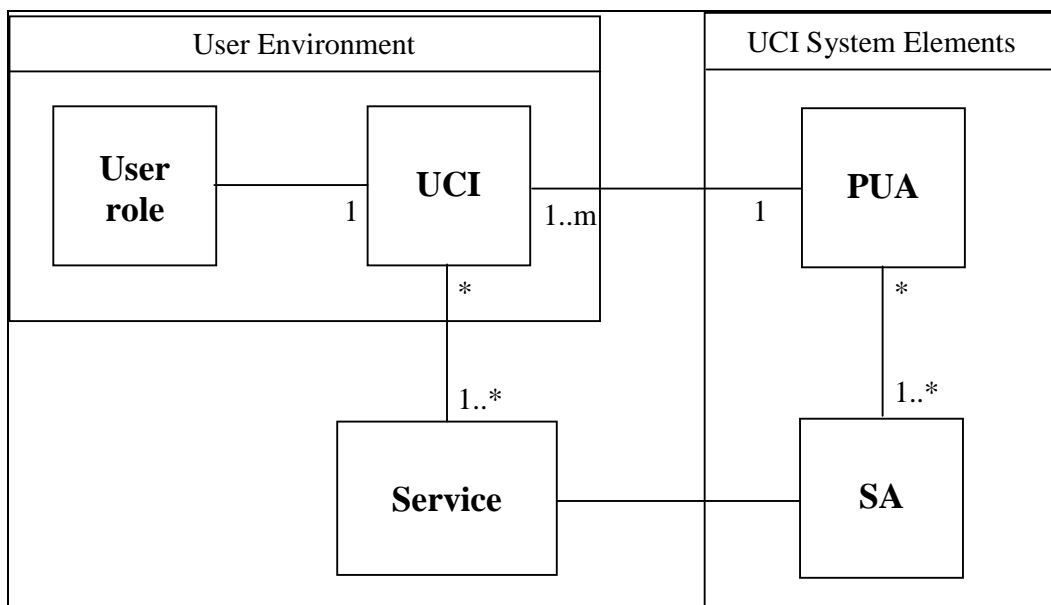 User Environment
UCI System Elements
User
role
UCI
PUA
1
1..m
1
*
*
1..*
1..*
Service
SA